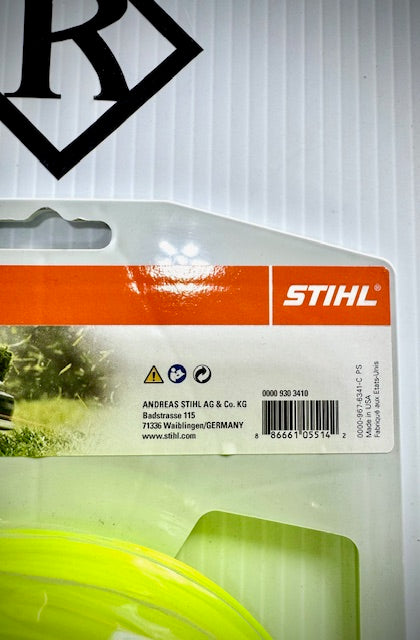 R
STIHL®
0000 930 3410
ANDREAS STIHL AG & Co. KG
Badstrasse 115
71336 Waiblingen/GERMANY
www.stihl.com
8 86661 05514 2
0000-967-6341-C PS
Made in USA
Fabriqué aux Etats-Unis